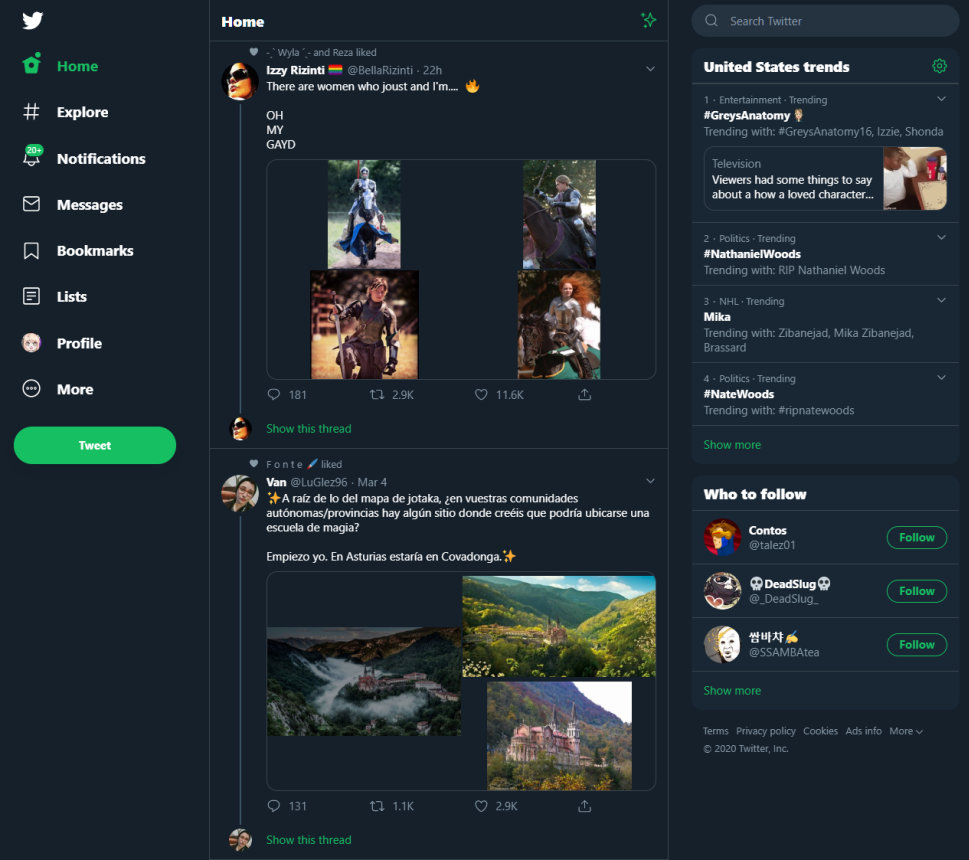 Home
Explore
20+
Notifications
Messages
Bookmarks
Lists
Profile
More
Tweet
Home
-ˏˋ Wyla ˊˎ- and Reza liked
Izzy Rizinti 🏳️‍🌈 @BellaRizinti · 22h
There are women who joust and I'm.... 🔥
OH
MY
GAYD
181
2.9K
11.6K
Show this thread
F o n t e 🖌️ liked
Van @LuGlez96 · Mar 4
✨A raíz de lo del mapa de jotaka, ¿en vuestras comunidades
autónomas/provincias hay algún sitio donde creéis que podría ubicarse una
escuela de magia?
Empiezo yo. En Asturias estaría en Covadonga.✨
131
1.1K
2.9K
Show this thread
Search Twitter
United States trends
1 · Entertainment · Trending
#GreysAnatomy
Trending with: #GreysAnatomy16, Izzie, Shonda
Television
Viewers had some things to say
about a how a loved character...
2 · Politics · Trending
#NathanielWoods
Trending with: RIP Nathaniel Woods
3 · NHL · Trending
Mika
Trending with: Zibanejad, Mika Zibanejad,
Brassard
4 · Politics · Trending
#NateWoods
Trending with: #ripnatewoods
Show more
Who to follow
Contos
@talez01
Follow
💀DeadSlug💀
@_DeadSlug_
Follow
쌈바챠✍️
@SSAMBAtea
Follow
Show more
Terms Privacy policy Cookies Ads info More
© 2020 Twitter, Inc.